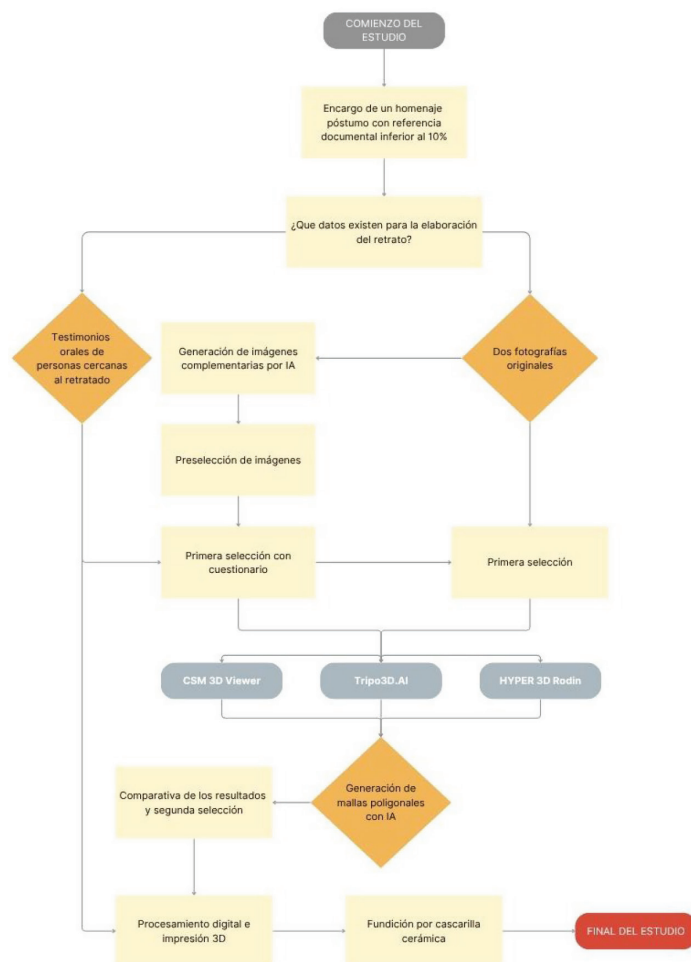 COMIENZO DEL
ESTUDIO
Encargo de un homenaje
póstumo con referencia
documental inferior al 10%
¿Que datos existen para la elaboración
del retrato?
Testimonios
orales de
personas cercanas
al retratado
Generación de imágenes
complementarias por IA
Dos fotografías
originales
Preselección de imágenes
Primera selección con
cuestionario
Primera selección
CSM 3D Viewer
Tripo3D.AI
HYPER 3D Rodin
Generación de
mallas poligonales
con IA
Comparativa de los resultados
y segunda selección
Procesamiento digital e
impresión 3D
Fundición por cascarilla
cerámica
FINAL DEL ESTUDIO